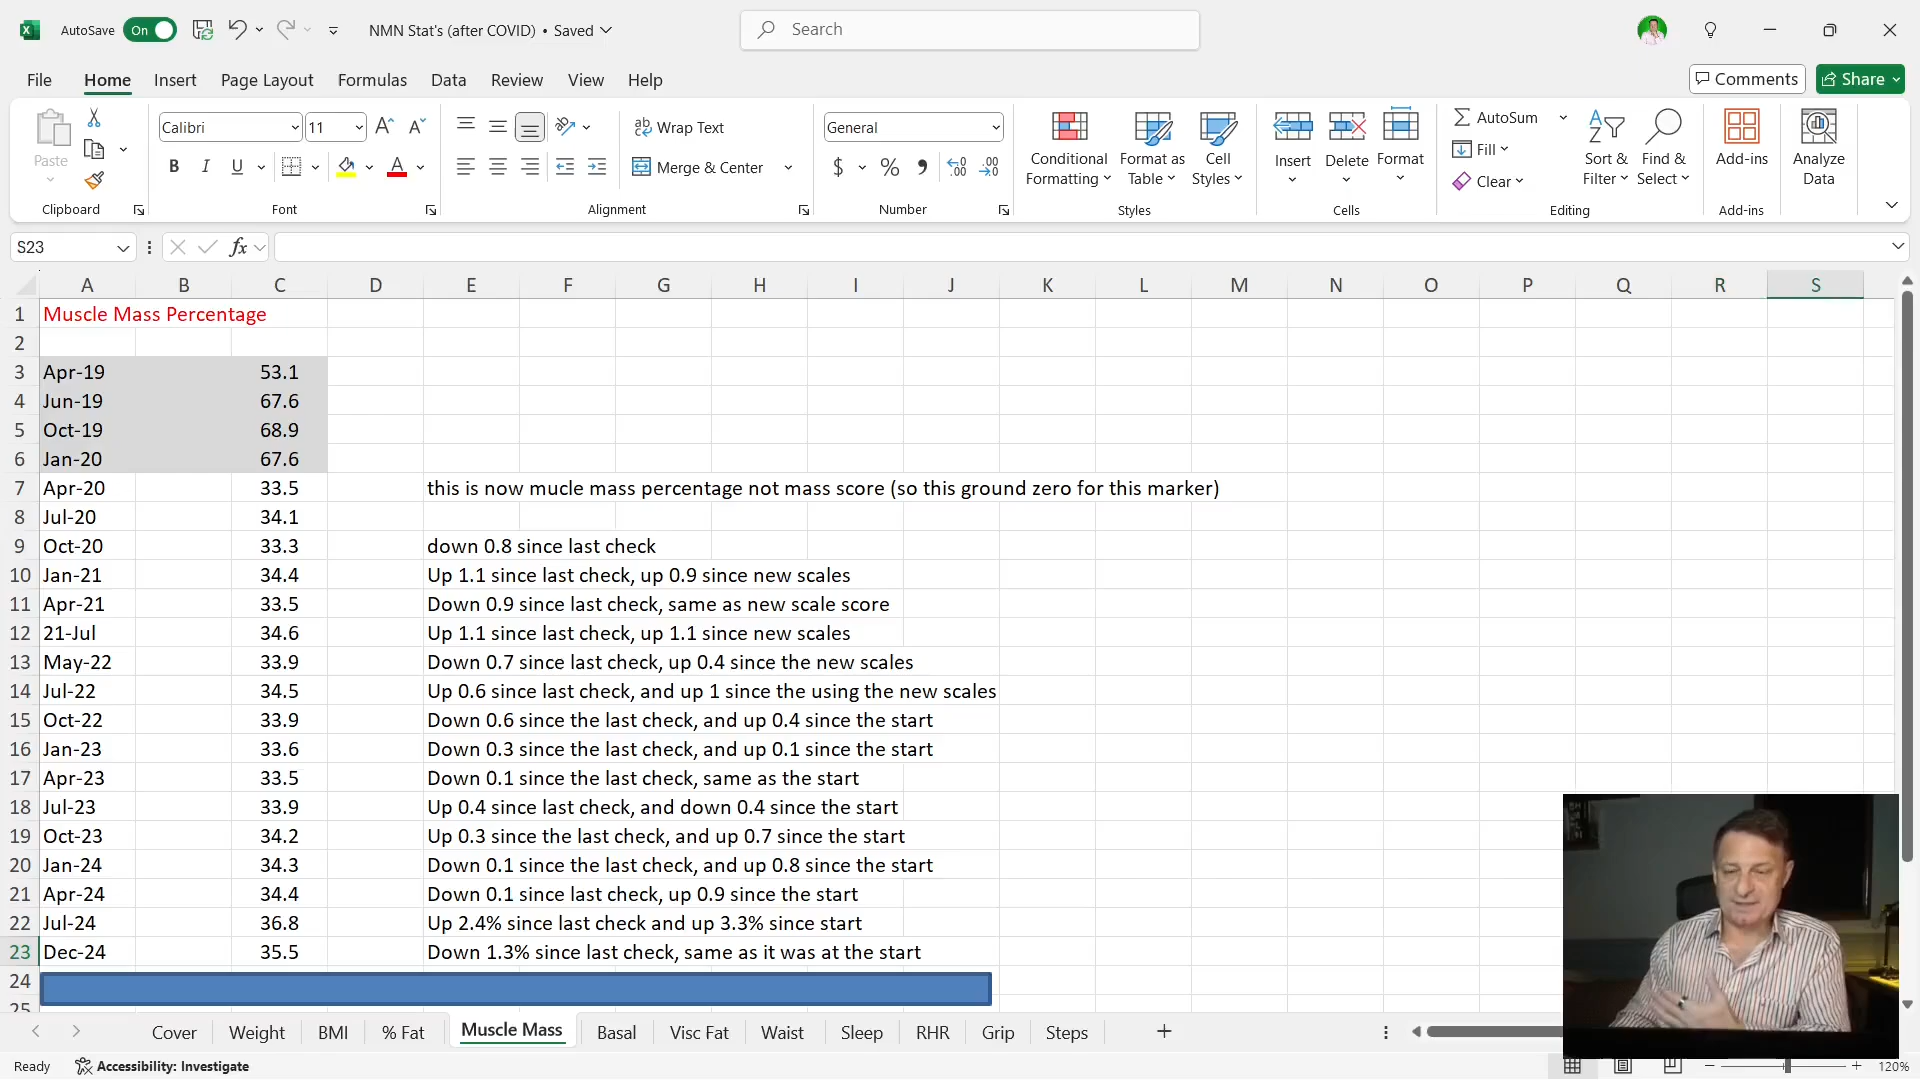 AutoSave On NMN Stat's (after COVID) • Saved Search
File Home Insert Page Layout Formulas Data Review View Help Comments Share
Paste Calibri 11 Wrap Text General Conditional Formatting Format as Table Cell Styles Insert Delete Format AutoSum Sort & Filter Find & Select Add-ins Analyze Data
B I U Merge & Center $ % Fill
Clear
Clipboard Font Alignment Number Styles Cells Editing Add-ins
S23 fx
A B C D E F G H I J K L M N O P Q R S
1 Muscle Mass Percentage
2
3 Apr-19 53.1
4 Jun-19 67.6
5 Oct-19 68.9
6 Jan-20 67.6
7 Apr-20 33.5 this is now mucle mass percentage not mass score (so this ground zero for this marker)
8 Jul-20 34.1
9 Oct-20 33.3 down 0.8 since last check
10 Jan-21 34.4 Up 1.1 since last check, up 0.9 since new scales
11 Apr-21 33.5 Down 0.9 since last check, same as new scale score
12 21-Jul 34.6 Up 1.1 since last check, up 1.1 since new scales
13 May-22 33.9 Down 0.7 since last check, up 0.4 since the new scales
14 Jul-22 34.5 Up 0.6 since last check, and up 1 since the using the new scales
15 Oct-22 33.9 Down 0.6 since the last check, and up 0.4 since the start
16 Jan-23 33.6 Down 0.3 since the last check, and up 0.1 since the start
17 Apr-23 33.5 Down 0.1 since the last check, same as the start
18 Jul-23 33.9 Up 0.4 since last check, and down 0.4 since the start
19 Oct-23 34.2 Up 0.3 since the last check, and up 0.7 since the start
20 Jan-24 34.3 Down 0.1 since the last check, and up 0.8 since the start
21 Apr-24 34.4 Down 0.1 since last check, up 0.9 since the start
22 Jul-24 36.8 Up 2.4% since last check and up 3.3% since start
23 Dec-24 35.5 Down 1.3% since last check, same as it was at the start
24
25
Cover Weight BMI % Fat Muscle Mass Basal Visc Fat Waist Sleep RHR Grip Steps
Ready Accessibility: Investigate 120%